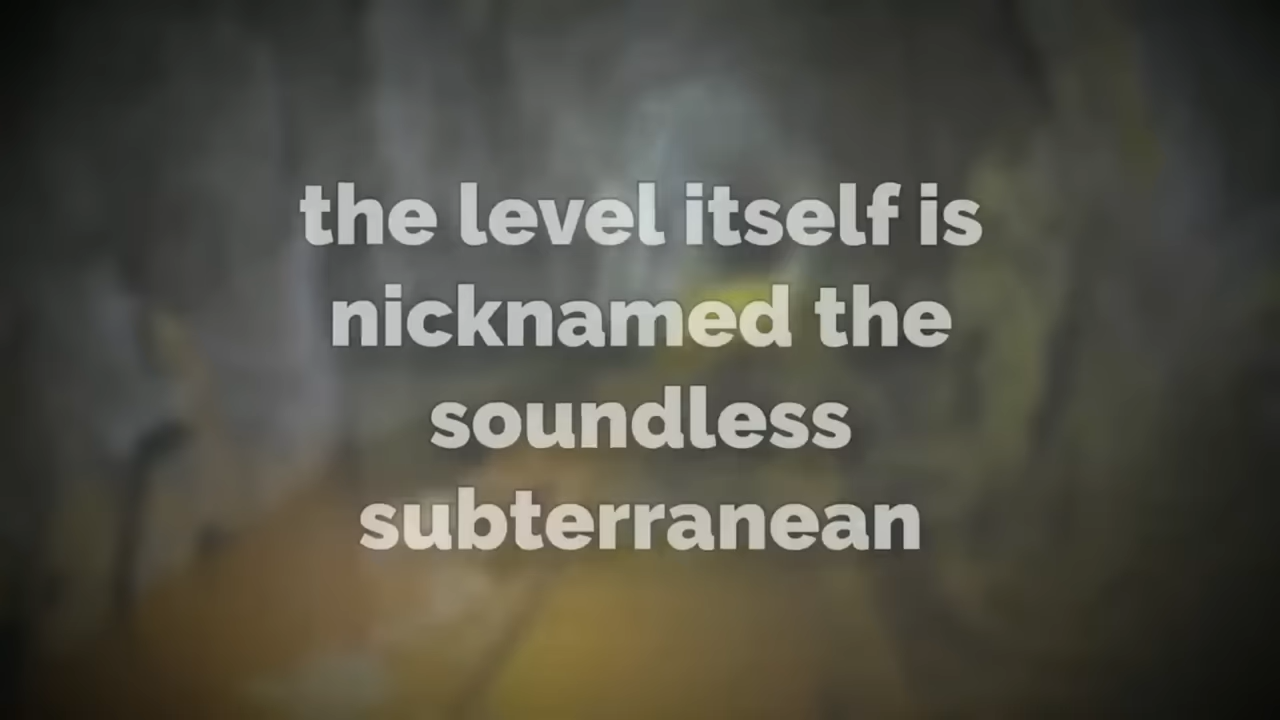 the level itself is
nicknamed the
soundless
subterranean